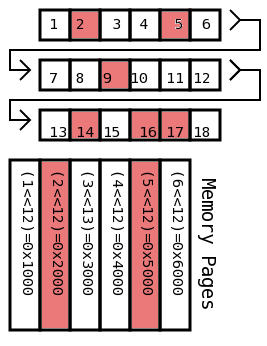 1 2 3 4 5 6
7 8 9 10 11 12
13 14 15 16 17 18
(1<<12)=0x1000
(2<<12)=0x2000
(3<<13)=0x3000
(4<<12)=0x4000
(5<<12)=0x5000
(6<<12)=0x6000
Memory Pages